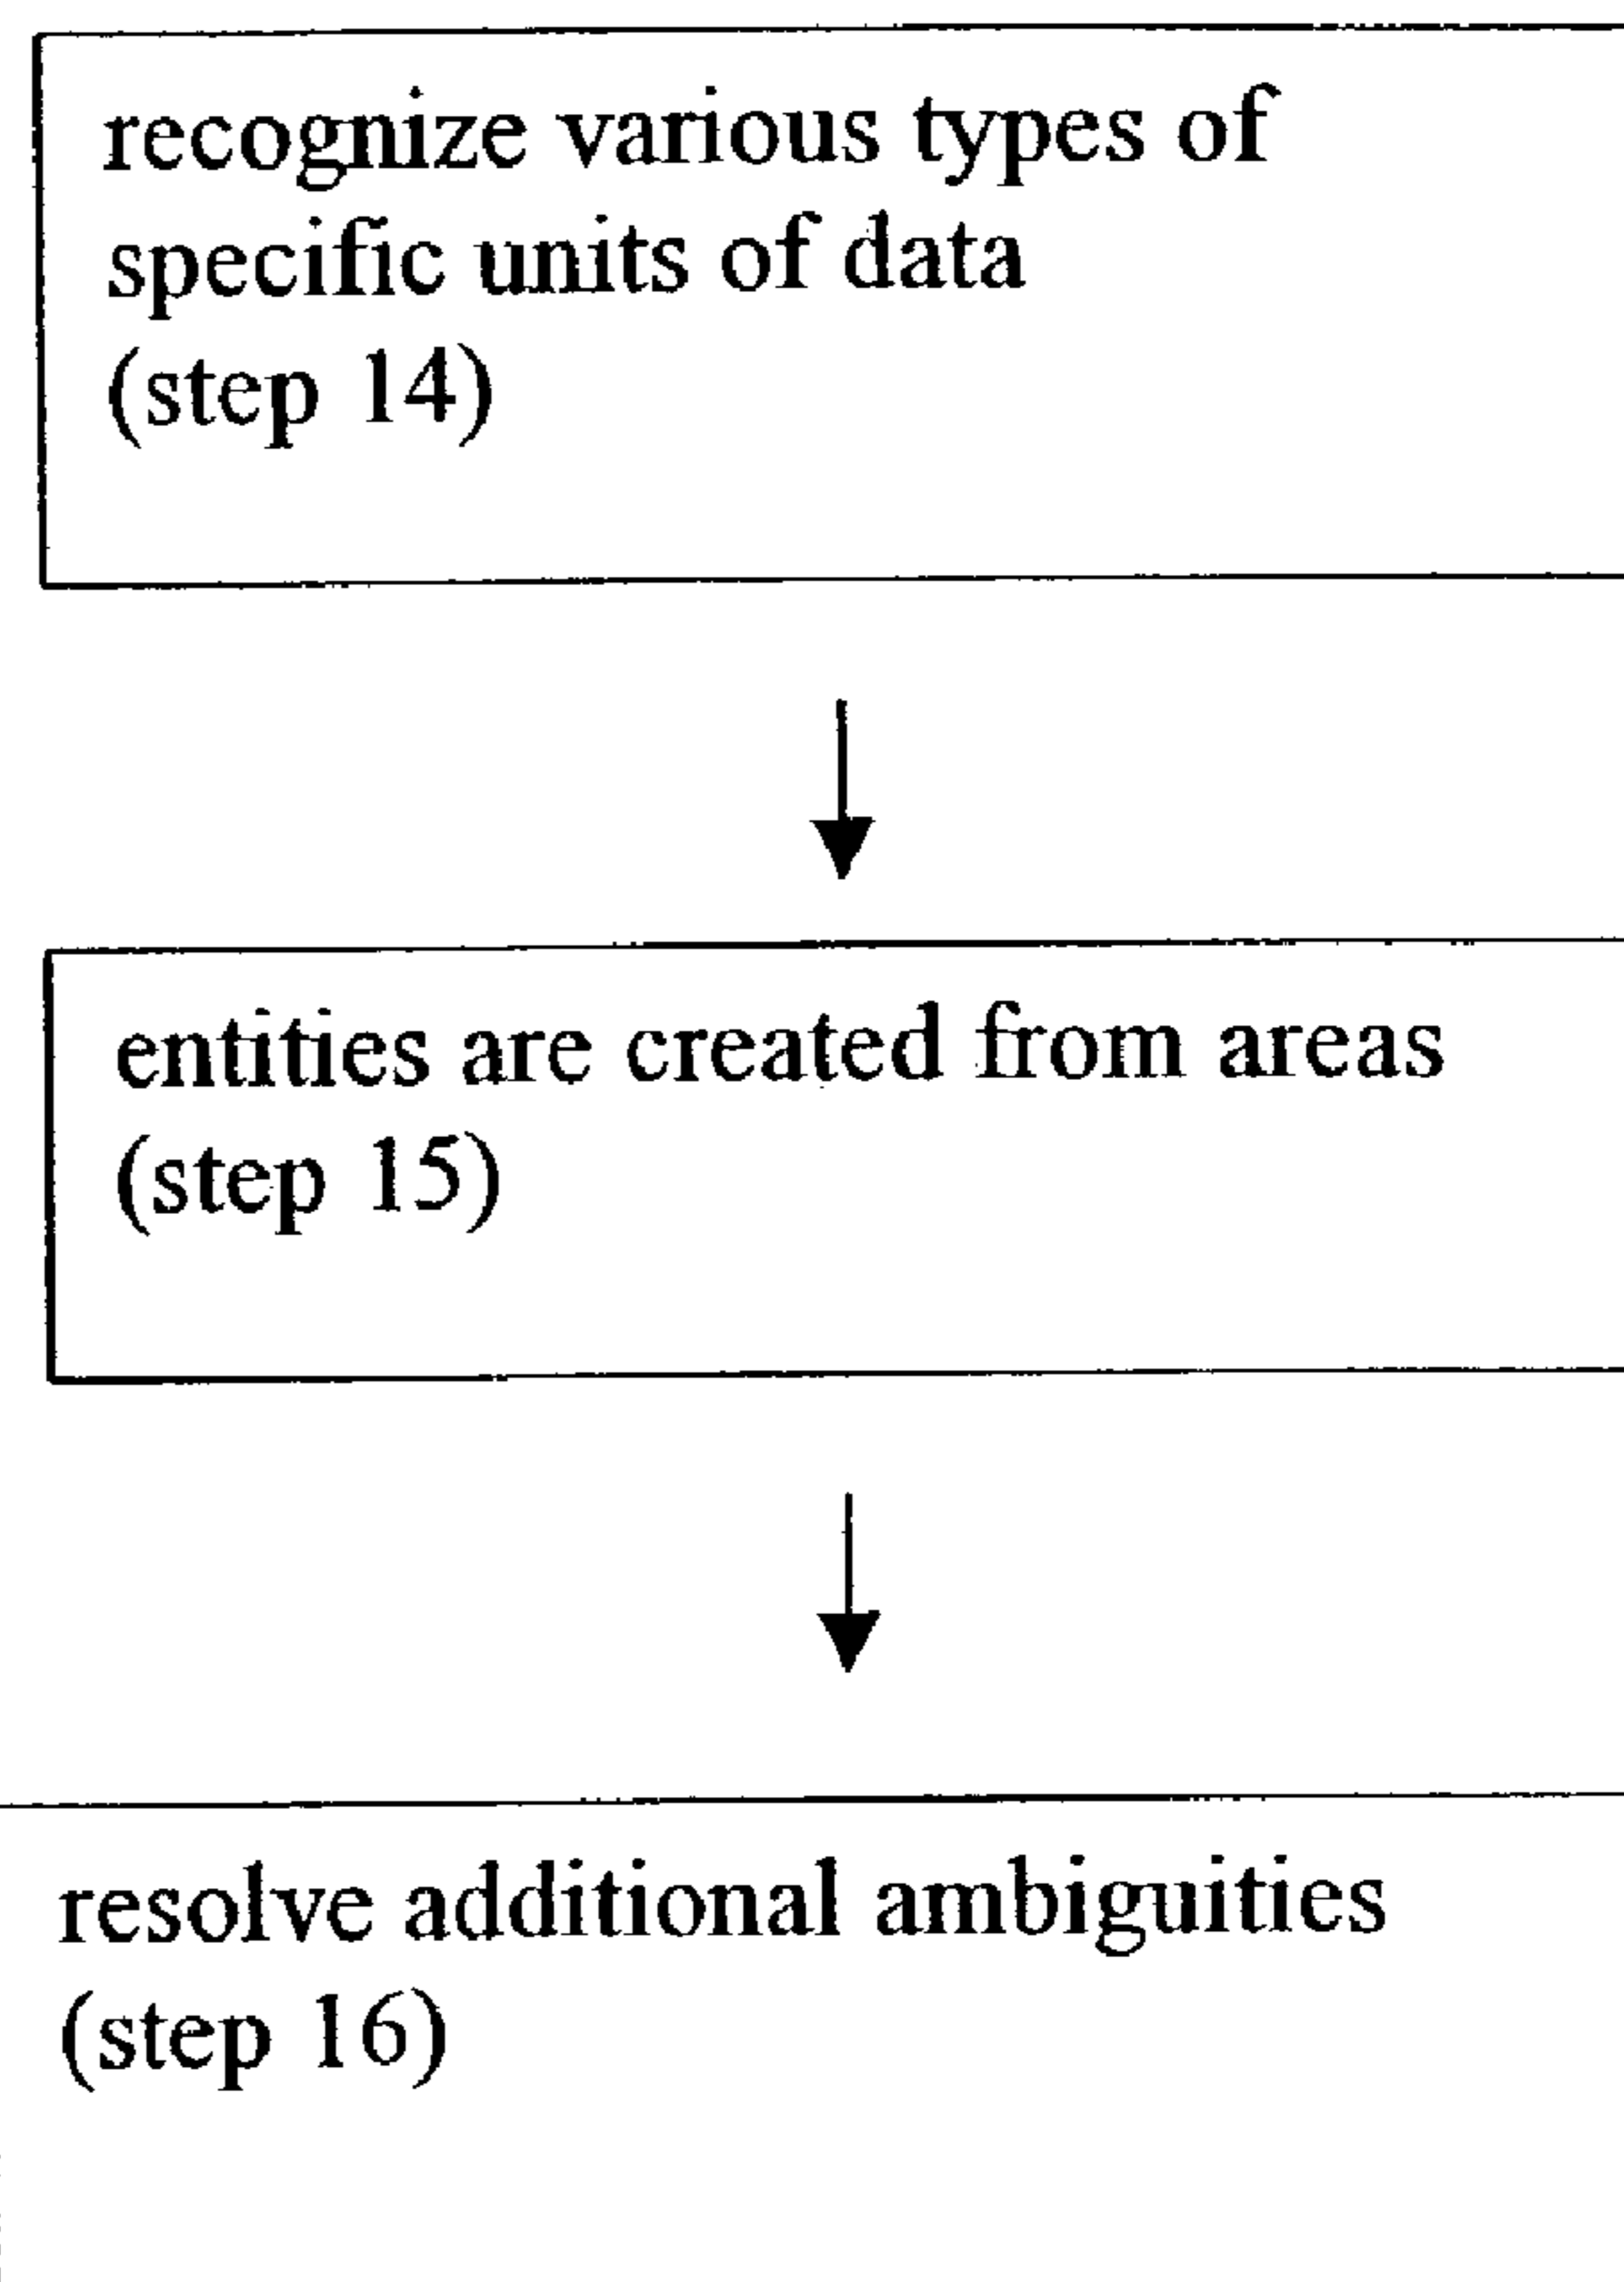 recognize various types of
specific units of data
(step 14)
entities are created from areas
(step 15)
resolve additional ambiguities
(step 16)